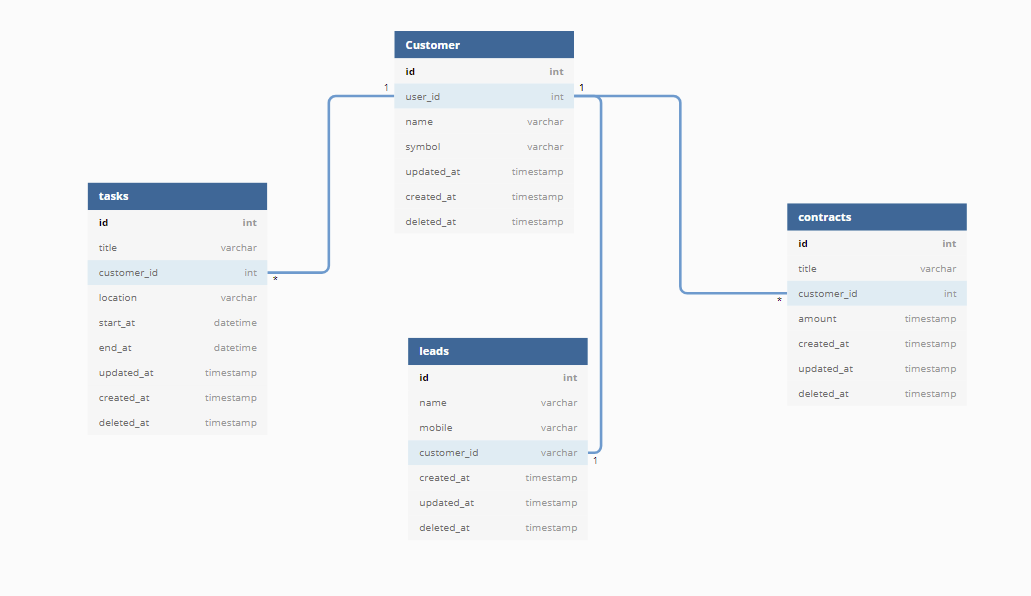 Customer
id int
1 user_id int 1
name varchar
symbol varchar
updated_at timestamp
created_at timestamp
deleted_at timestamp
tasks
id int
title varchar
customer_id int
*
location varchar
start_at datetime
end_at datetime
updated_at timestamp
created_at timestamp
deleted_at timestamp
leads
id int
name varchar
mobile varchar
customer_id varchar
1
created_at timestamp
updated_at timestamp
deleted_at timestamp
contracts
id int
title varchar
customer_id int
*
amount timestamp
created_at timestamp
updated_at timestamp
deleted_at timestamp